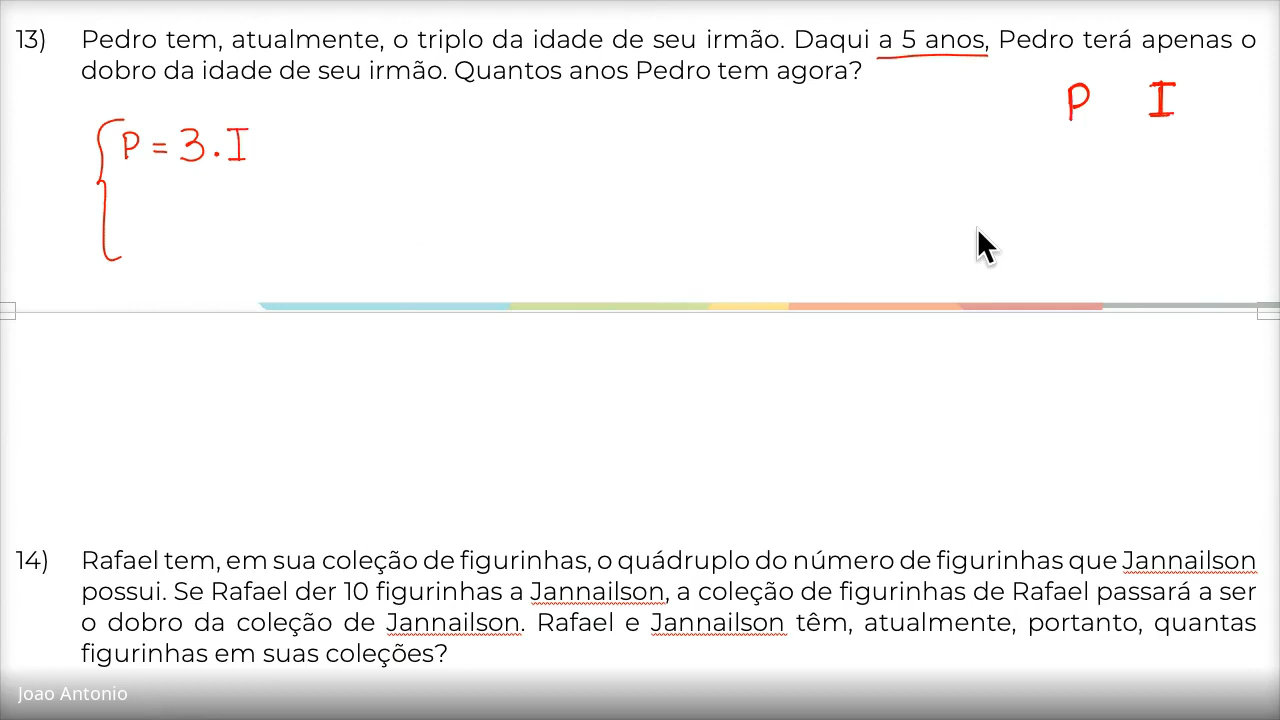 13) Pedro tem, atualmente, o triplo da idade de seu irmão. Daqui a 5 anos, Pedro terá apenas o
dobro da idade de seu irmão. Quantos anos Pedro tem agora?
P I
P = 3 . I
14) Rafael tem, em sua coleção de figurinhas, o quádruplo do número de figurinhas que Jannailson
possui. Se Rafael der 10 figurinhas a Jannailson, a coleção de figurinhas de Rafael passará a ser
o dobro da coleção de Jannailson. Rafael e Jannailson têm, atualmente, portanto, quantas
figurinhas em suas coleções?
Joao Antonio